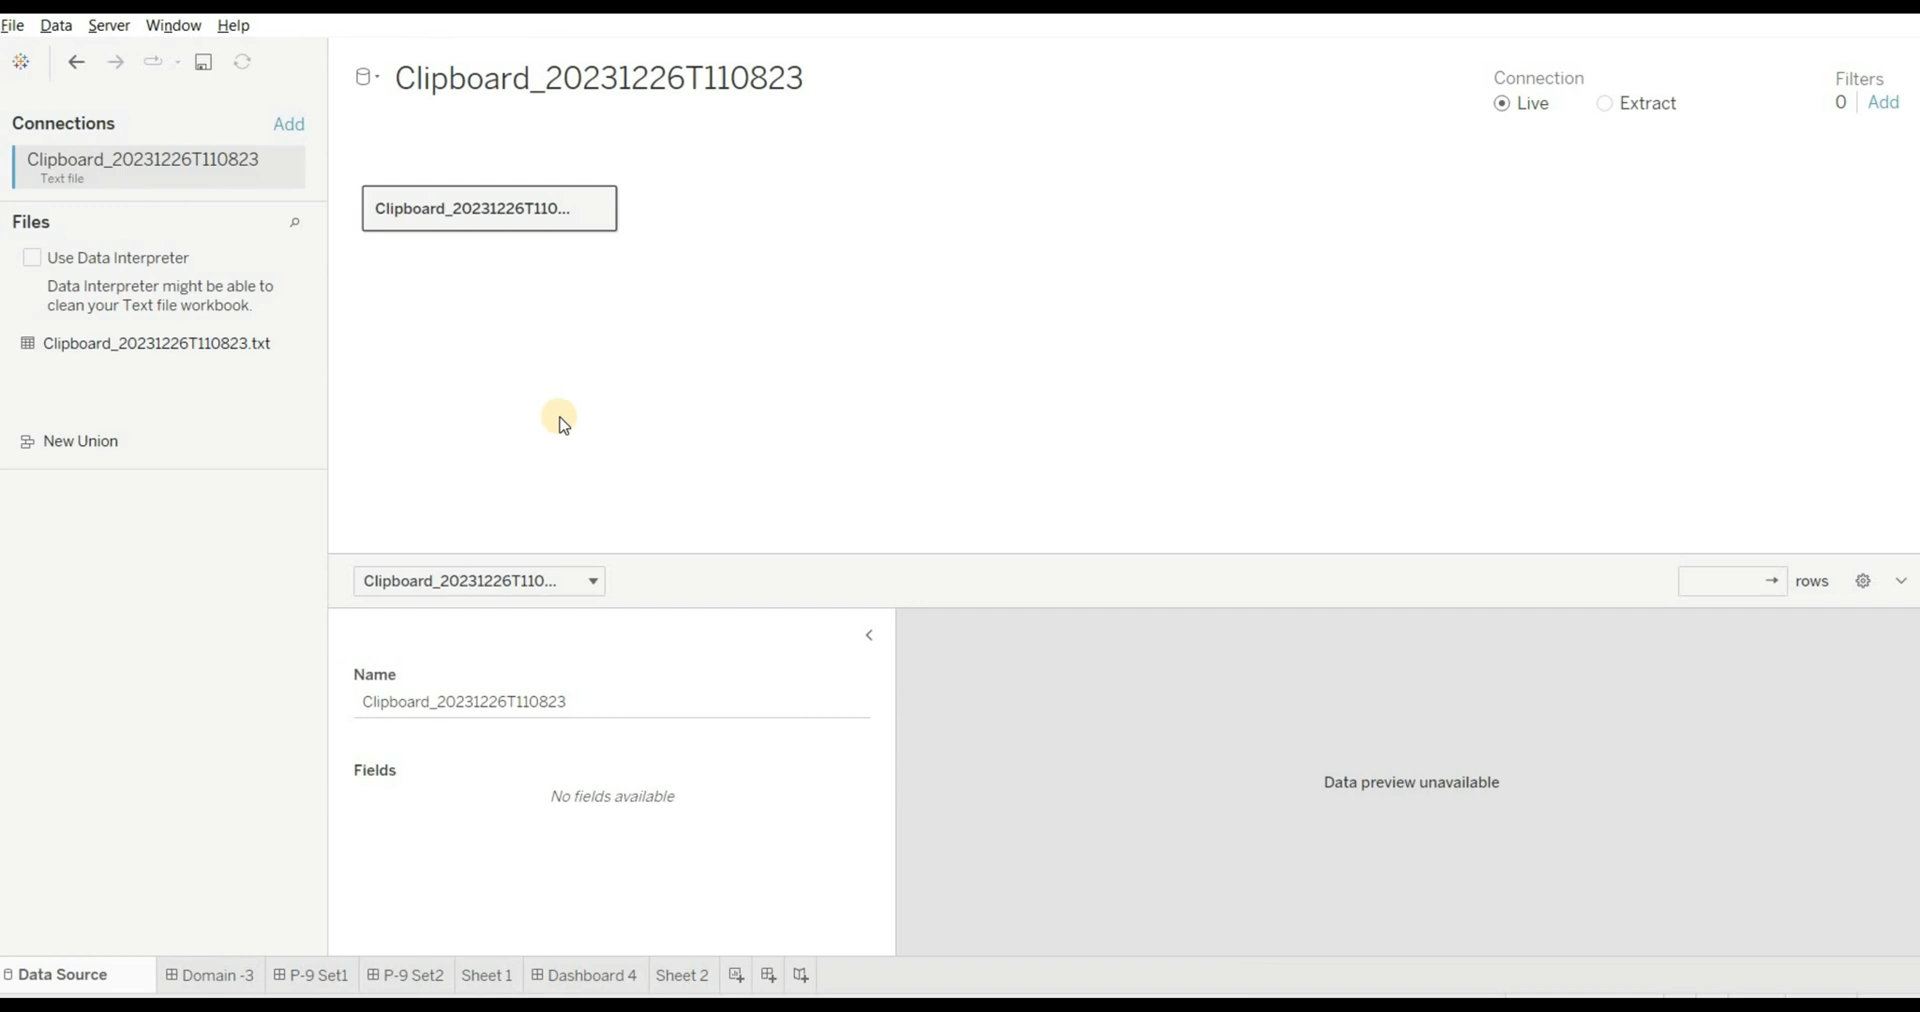 File Data Server Window Help
Clipboard_20231226T110823
Connection
Live Extract
Filters
0 Add
Connections Add
Clipboard_20231226T110823
Text file
Files
Use Data Interpreter
Data Interpreter might be able to
clean your Text file workbook.
Clipboard_20231226T110823.txt
New Union
Clipboard_20231226T110...
Clipboard_20231226T110... rows
Name
Clipboard_20231226T110823
Fields
No fields available
Data preview unavailable
Data Source Domain -3 P-9 Set1 P-9 Set2 Sheet 1 Dashboard 4 Sheet 2